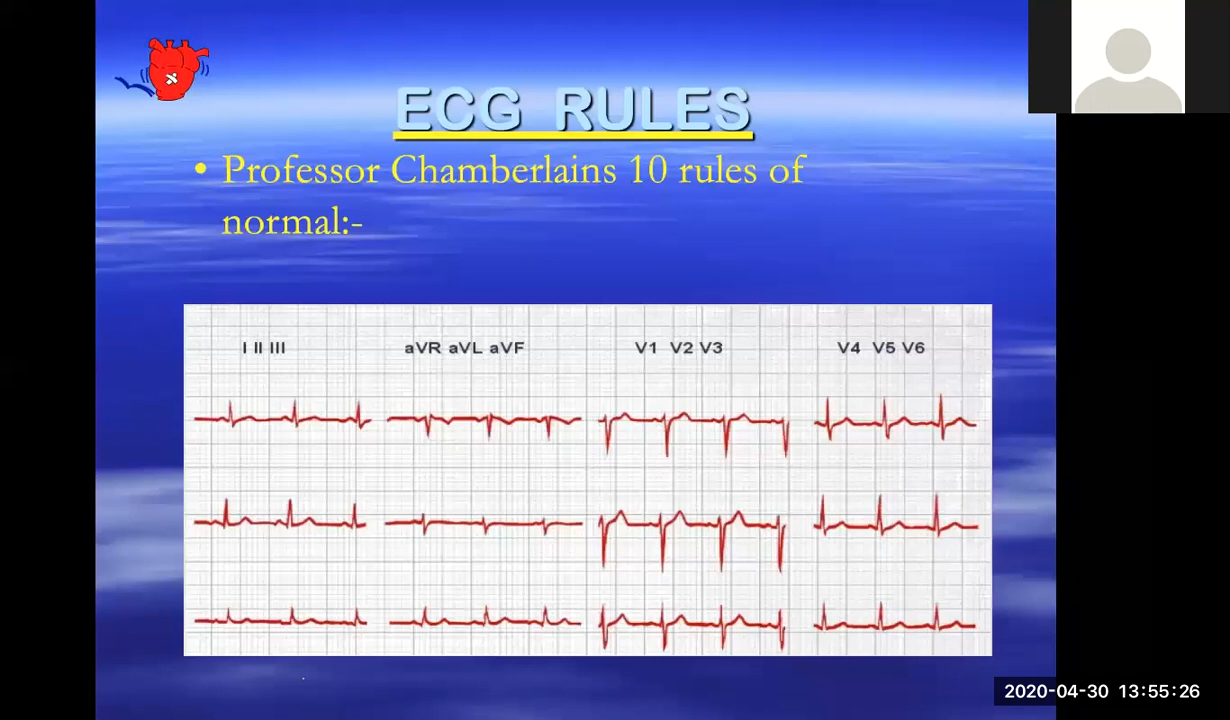 ECG RULES
• Professor Chamberlains 10 rules of
normal:-
I II III
aVR aVL aVF
V1 V2 V3
V4 V5 V6
2020-04-30 13:55:26